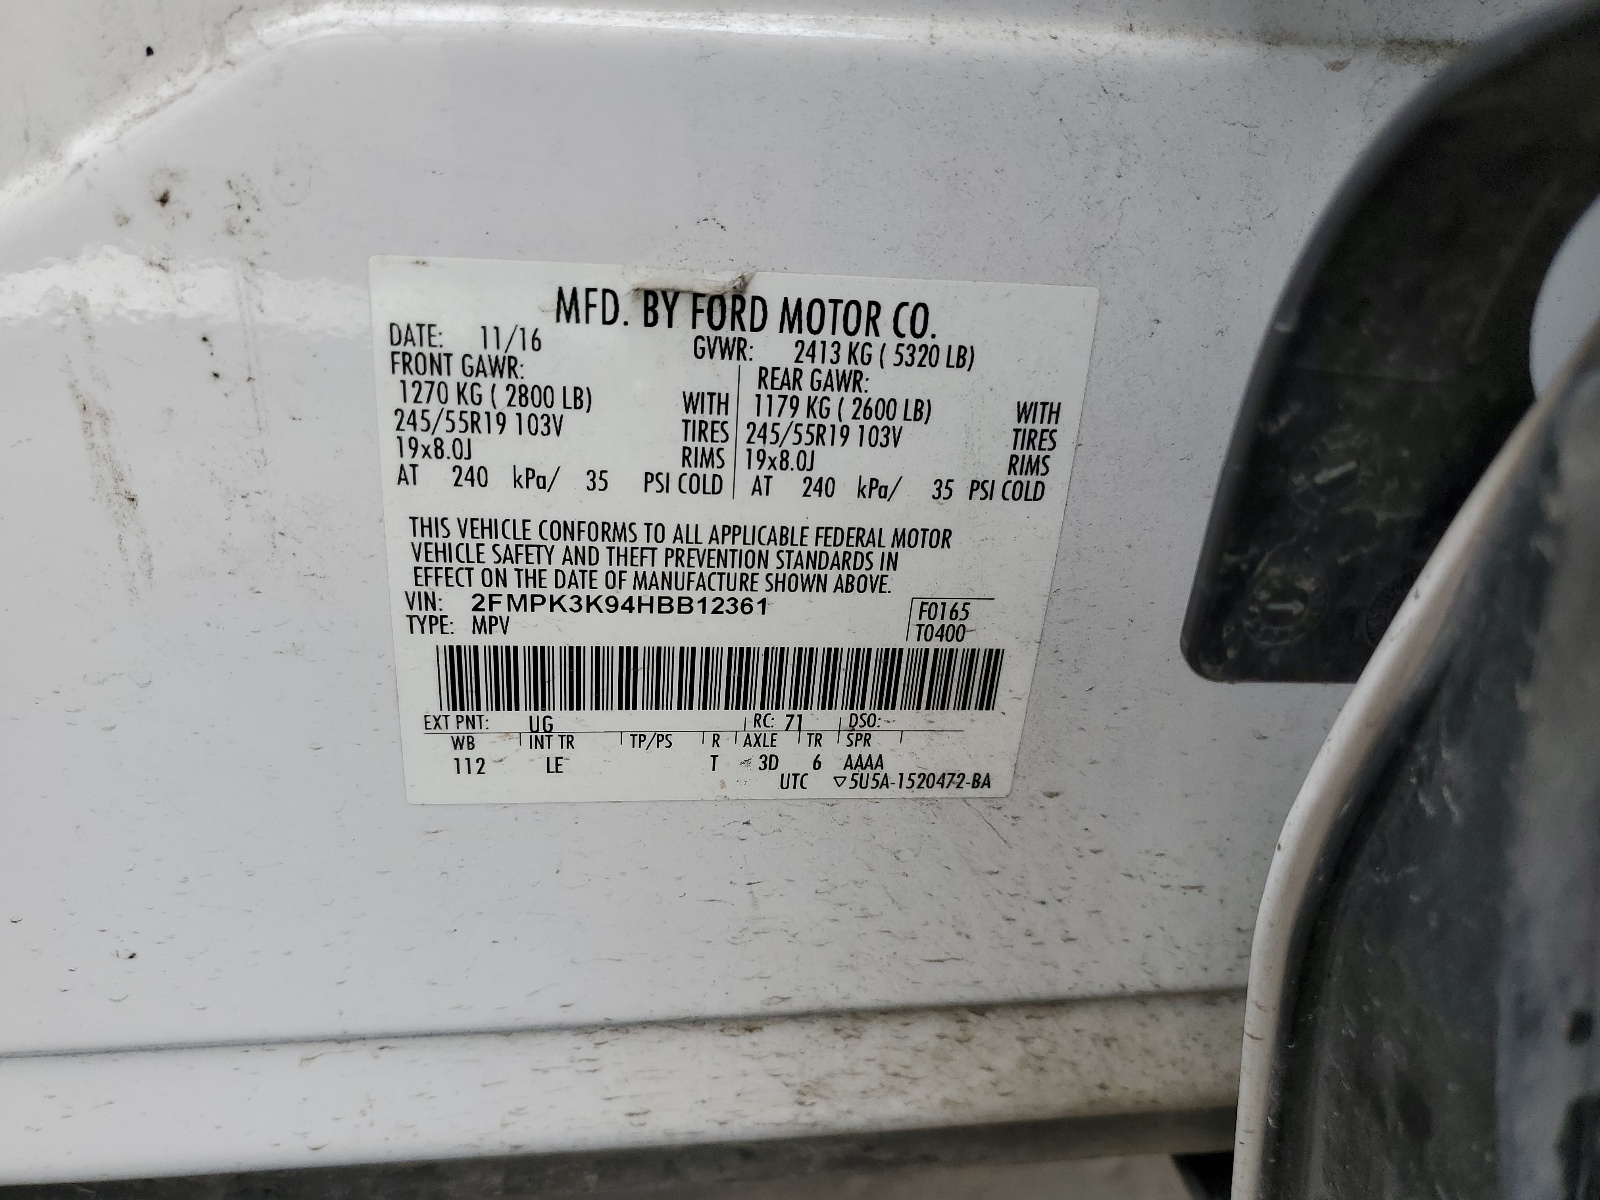 MFD. BY FORD MOTOR CO.
DATE: 11/16 GVWR: 2413 KG ( 5320 LB)
FRONT GAWR: REAR GAWR:
1270 KG ( 2800 LB) WITH 1179 KG ( 2600 LB) WITH
245/55R19 103V TIRES 245/55R19 103V TIRES
19x8.0J RIMS 19x8.0J RIMS
AT 240 kPa/ 35 PSI COLD AT 240 kPa/ 35 PSI COLD
THIS VEHICLE CONFORMS TO ALL APPLICABLE FEDERAL MOTOR
VEHICLE SAFETY AND THEFT PREVENTION STANDARDS IN
EFFECT ON THE DATE OF MANUFACTURE SHOWN ABOVE.
VIN: 2FMPK3K94HBB12361 F0165
TYPE: MPV T0400
EXT PNT: UG RC: 71 DSO:
WB INT TR TP/PS R AXLE TR SPR
112 LE T 3D 6 AAAA
UTC ▽5U5A-1520472-BA